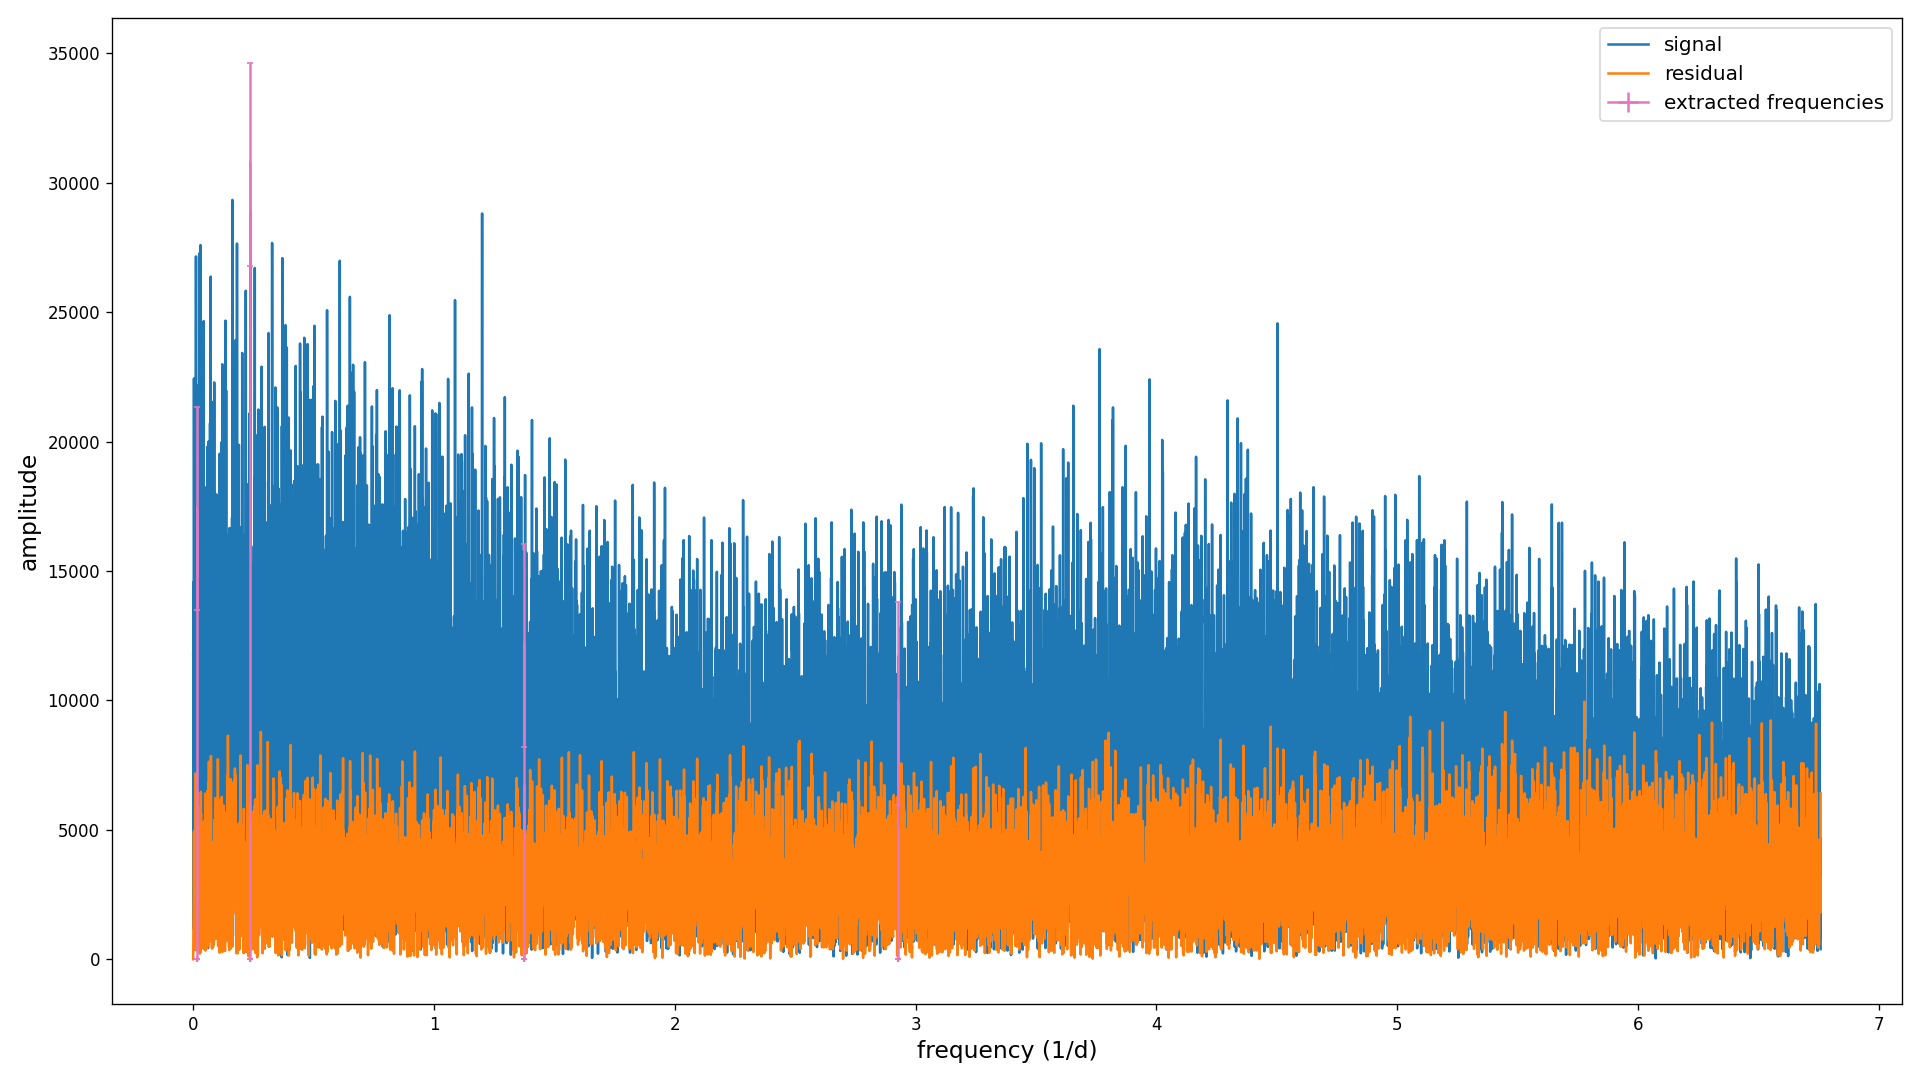 signal
residual
extracted frequencies
amplitude
35000
30000
25000
20000
15000
10000
5000
0
0 1 2 3 4 5 6 7
frequency (1/d)